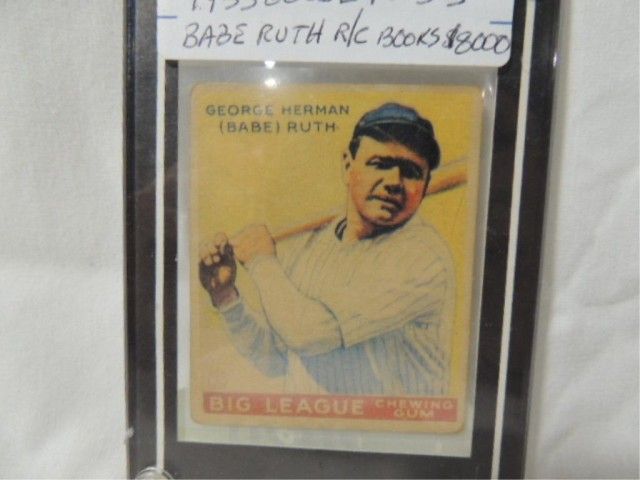 BABE RUTH R/C BOOKS $8000
GEORGE HERMAN
(BABE) RUTH
BIG LEAGUE CHEWING GUM